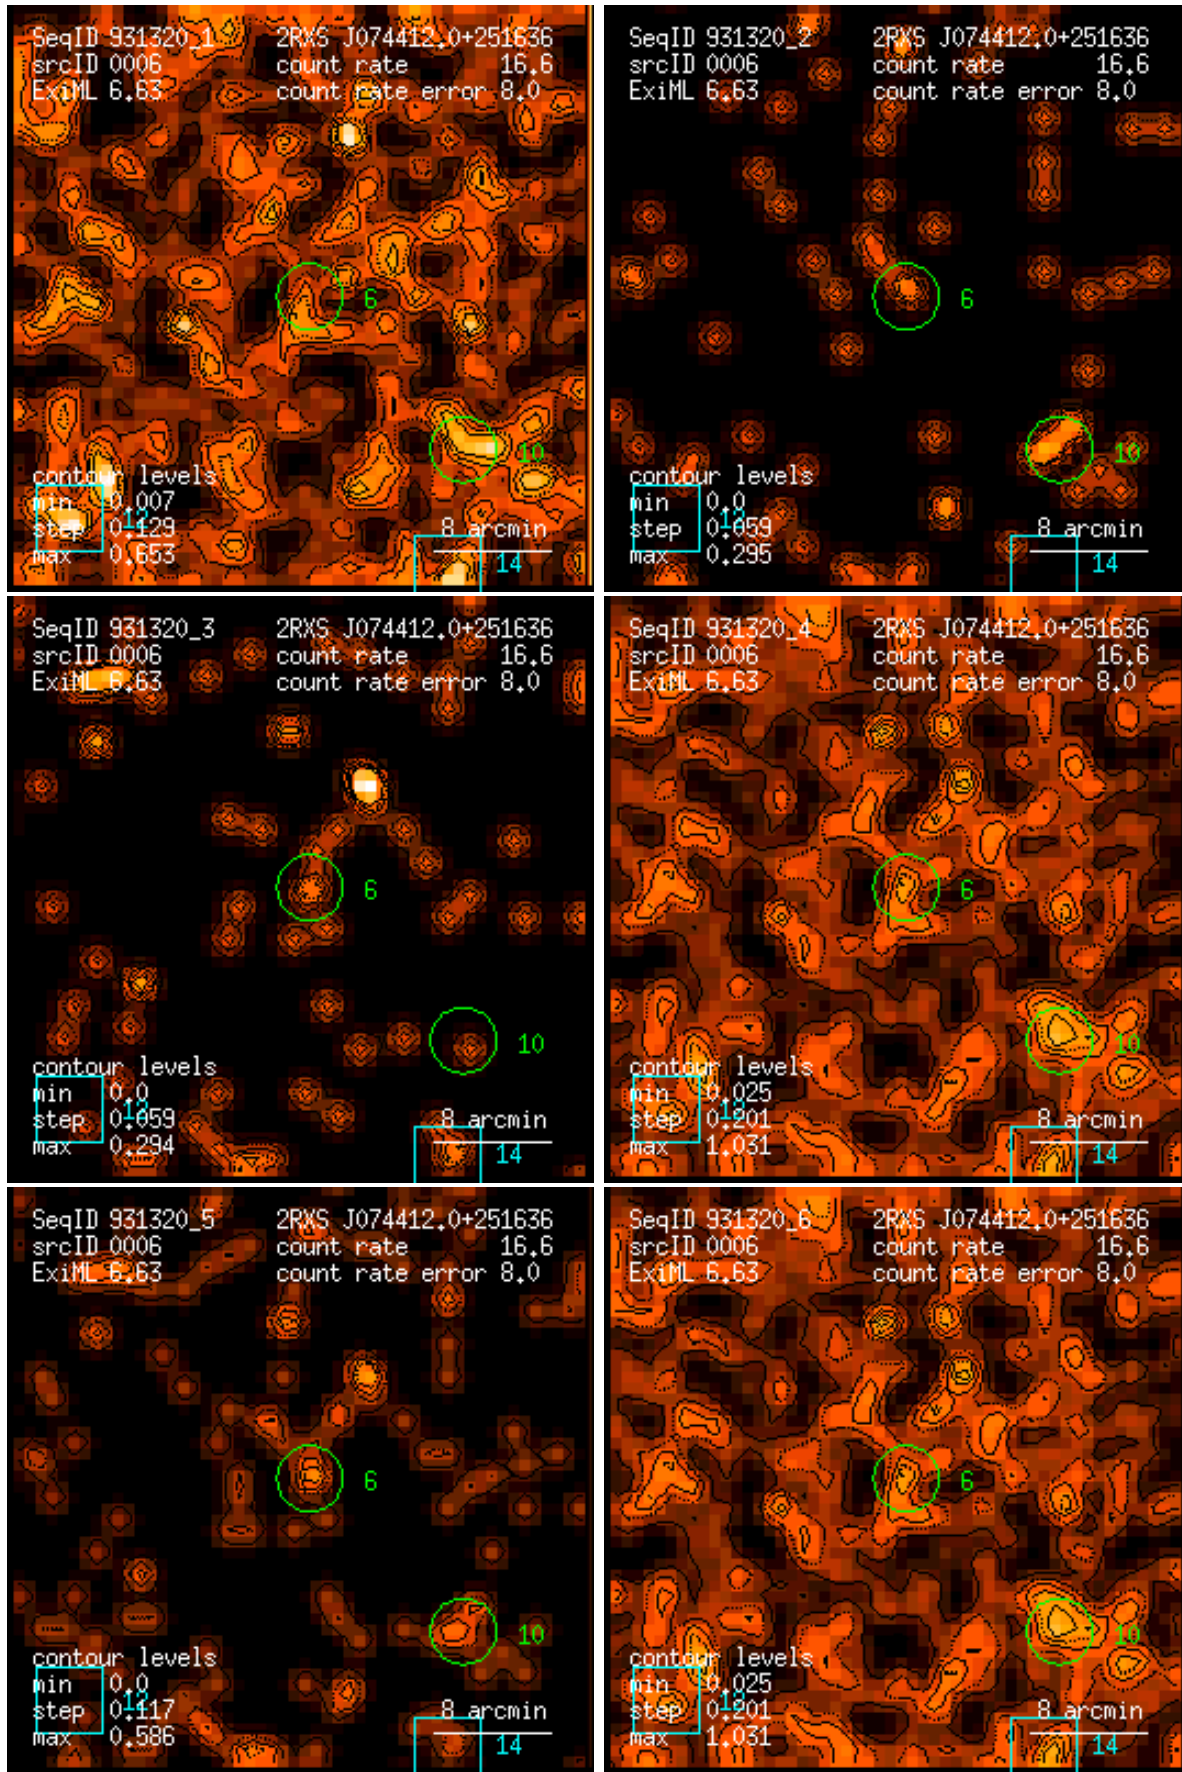 SeqID 931320_1 2RXS J074412.0+251636
srcID 0006 count rate 16.6
ExiML 6.63 count rate error 8.0
6
10
contour levels
min 0.007
12
step 0.129 8 arcmin
max 0.653 14
SeqID 931320_2 2RXS J074412.0+251636
srcID 0006 count rate 16.6
ExiML 6.63 count rate error 8.0
6
10
contour levels
min 0.0
12
step 0.059 8 arcmin
max 0.295 14
SeqID 931320_3 2RXS J074412.0+251636
srcID 0006 count rate 16.6
ExiML 6.63 count rate error 8.0
6
10
contour levels
min 0.0
12
step 0.059 8 arcmin
max 0.294 14
SeqID 931320_4 2RXS J074412.0+251636
srcID 0006 count rate 16.6
ExiML 6.63 count rate error 8.0
6
10
contour levels
min 0.025
12
step 0.201 8 arcmin
max 1.031 14
SeqID 931320_5 2RXS J074412.0+251636
srcID 0006 count rate 16.6
ExiML 6.63 count rate error 8.0
6
10
contour levels
min 0.0
12
step 0.117 8 arcmin
max 0.586 14
SeqID 931320_6 2RXS J074412.0+251636
srcID 0006 count rate 16.6
ExiML 6.63 count rate error 8.0
6
10
contour levels
min 0.025
12
step 0.201 8 arcmin
max 1.031 14